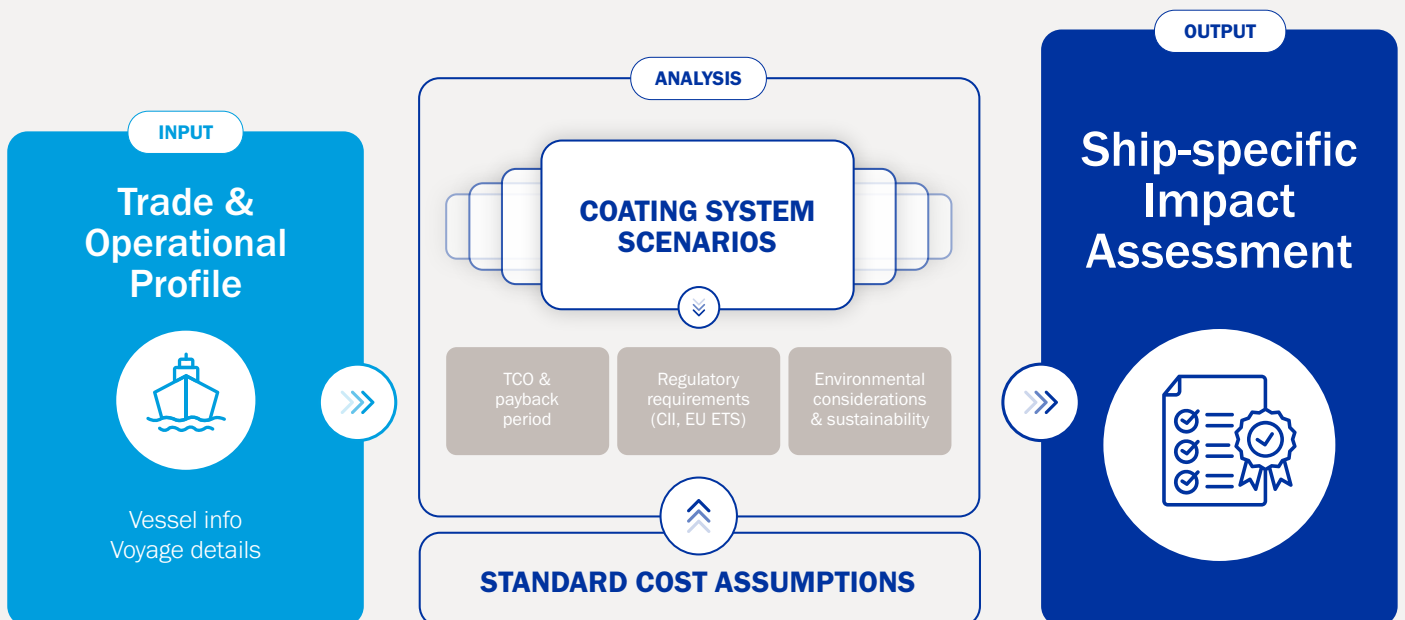 INPUT
Trade &
Operational
Profile
Vessel info
Voyage details
ANALYSIS
COATING SYSTEM
SCENARIOS
TCO &
payback
period
Regulatory
requirements
(CII, EU ETS)
Environmental
considerations
& sustainability
STANDARD COST ASSUMPTIONS
OUTPUT
Ship-specific
Impact
Assessment